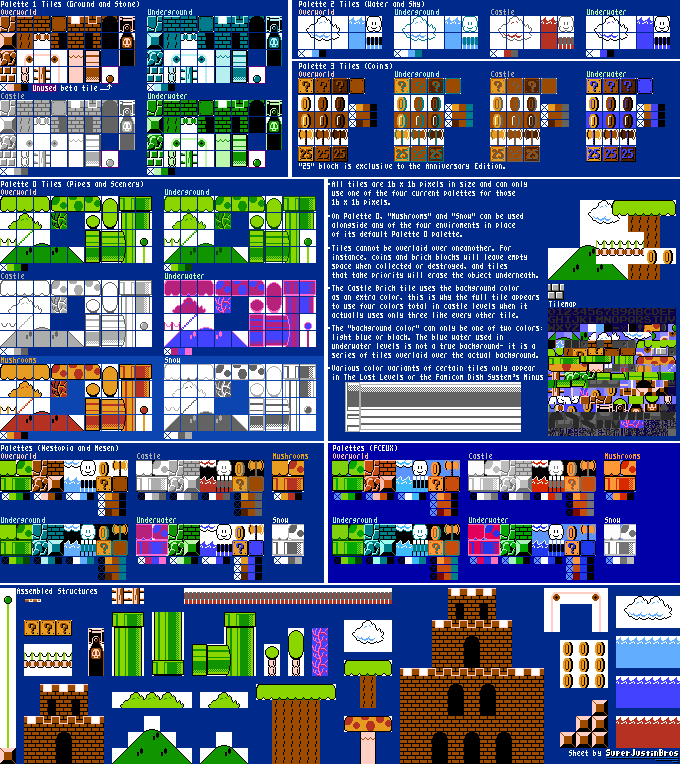 Palette 1 Tiles (Ground and Stone)
Overworld
Underground
Unused beta tile
Castle
Underwater
Palette 2 Tiles (Water and Sky)
Overworld
Underground
Castle
Underwater
Palette 3 Tiles (Coins)
Overworld
Underground
Castle
Underwater
25 25 25
25 25 25
25 25 25
25 25 25
"25" block is exclusive to the Anniversary Edition.
Palette 0 Tiles (Pipes and Scenery)
Overworld
Underground
Castle
Underwater
Mushrooms
Snow
•All tiles are 16 x 16 pixels in size and can only
use one of the four current palettes for those
16 x 16 pixels.
•On Palette 0, "Mushrooms" and "Snow" can be used
alongside any of the four enviroments in place
of its default Palette 0 palette.
•Tiles cannot be overlaid over oneanother. For
instance, coins and brick blocks will leave empty
space when collected or destroyed, and tiles
that take priority will erase the object underneath.
•The Castle Brick tile uses the background color
as an extra color, this is why the full tile appears
to use four colors total in castle levels when it
actually uses only three like every other tile.
•The "background color" can only be one of two colors:
light blue or black. The blue water used in
underwater levels is not a true background- it is a
series of tiles overlaid over the actual background.
•Various color variants of certain tiles only appear
in The Lost Levels or the Famicom Disk System's Minus
Tilemap
Palettes (Nestopia and Mesen)
Overworld
Castle
Mushrooms
Underground
Underwater
Snow
Palettes (FCEUX)
Overworld
Castle
Mushrooms
Underground
Underwater
Snow
Assembled Structures
Sheet by SuperJustinBros